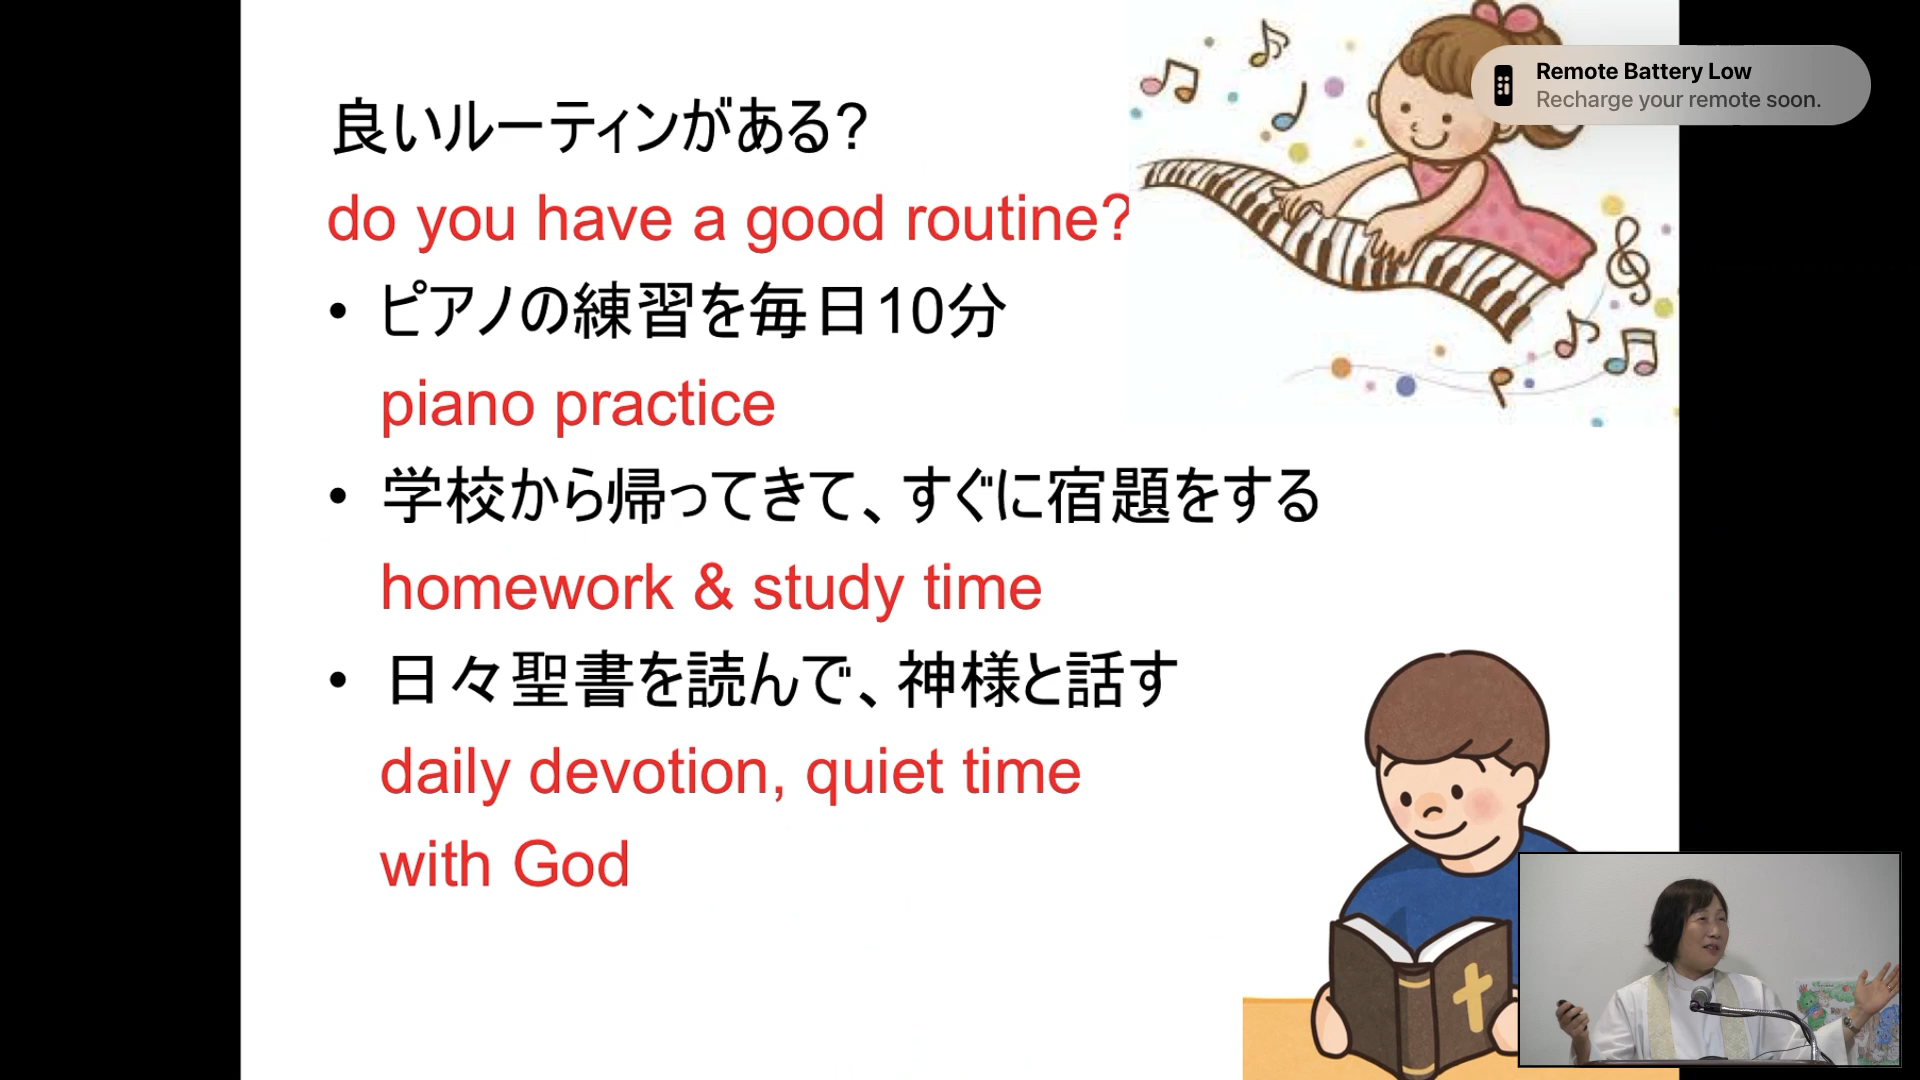 良いルーティンがある?
do you have a good routine?
• ピアノの練習を毎日10分
piano practice
• 学校から帰ってきて、すぐに宿題をする
homework & study time
• 日々聖書を読んで、神様と話す
daily devotion, quiet time
with God
Remote Battery Low
Recharge your remote soon.